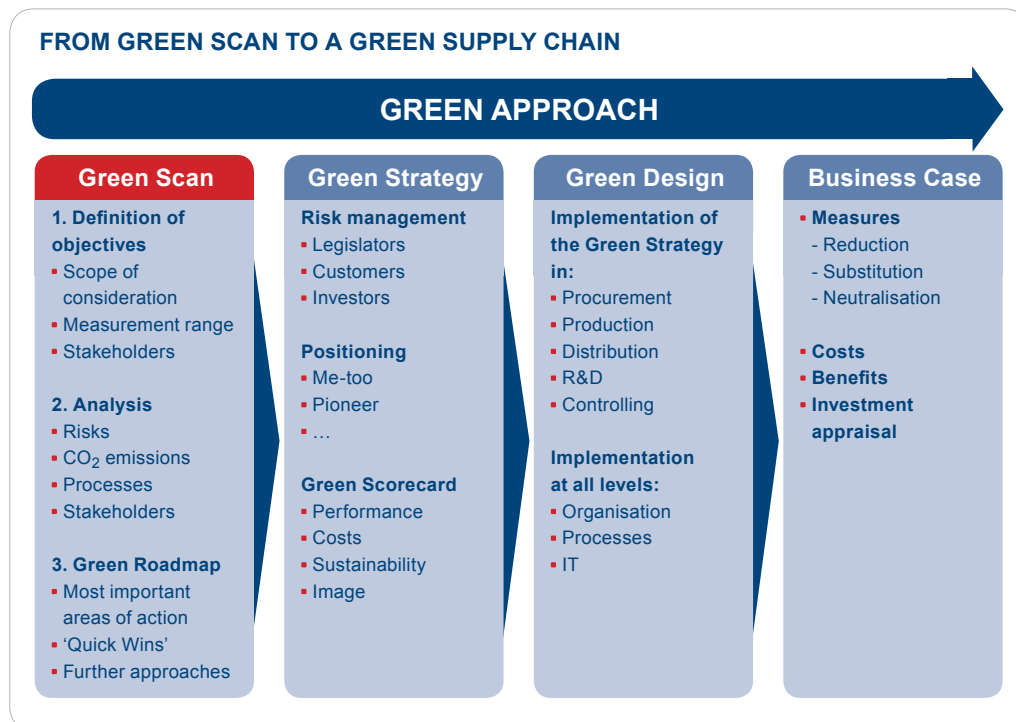 FROM GREEN SCAN TO A GREEN SUPPLY CHAIN
GREEN APPROACH
Green Scan
1. Definition of
objectives
▪ Scope of
consideration
▪ Measurement range
▪ Stakeholders
2. Analysis
▪ Risks
▪ CO₂ emissions
▪ Processes
▪ Stakeholders
3. Green Roadmap
▪ Most important
areas of action
▪ ‘Quick Wins’
▪ Further approaches
Green Strategy
Risk management
▪ Legislators
▪ Customers
▪ Investors
Positioning
▪ Me-too
▪ Pioneer
▪ …
Green Scorecard
▪ Performance
▪ Costs
▪ Sustainability
▪ Image
Green Design
Implementation of
the Green Strategy
in:
▪ Procurement
▪ Production
▪ Distribution
▪ R&D
▪ Controlling
Implementation
at all levels:
▪ Organisation
▪ Processes
▪ IT
Business Case
▪ Measures
- Reduction
- Substitution
- Neutralisation
▪ Costs
▪ Benefits
▪ Investment
appraisal